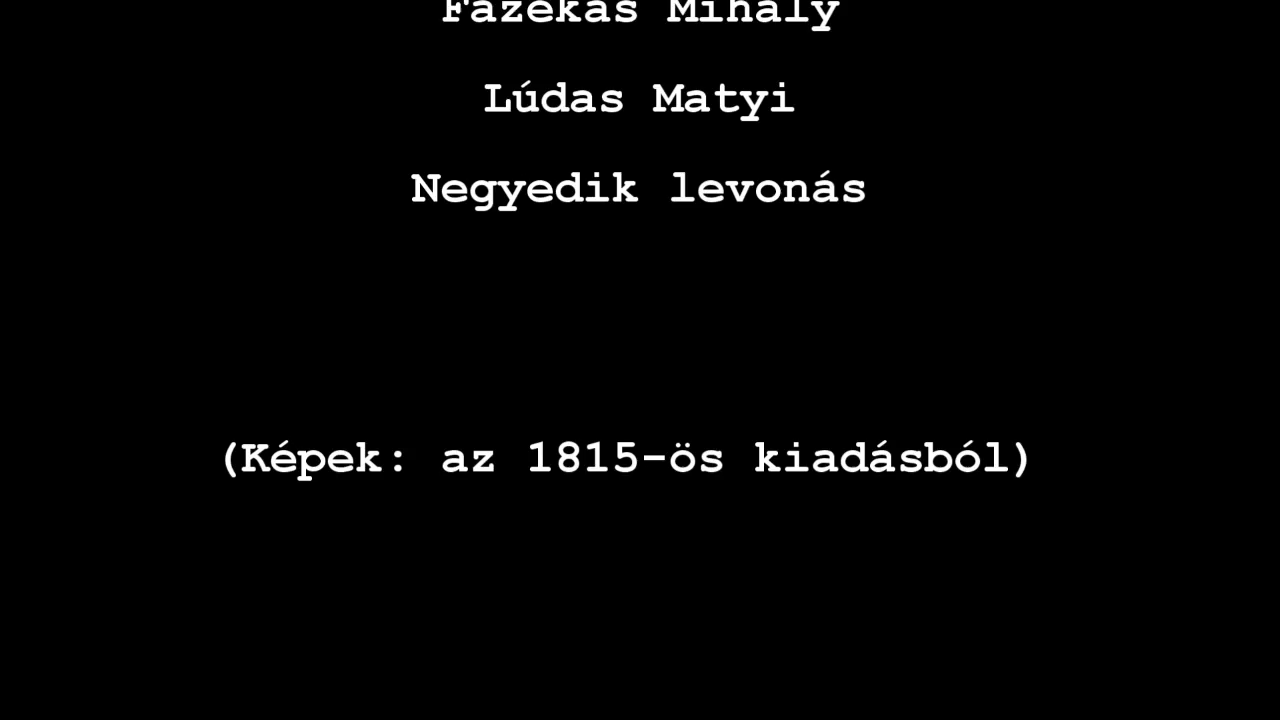 Fazekas Mihály
Lúdas Matyi
Negyedik levonás
(Képek: az 1815-ös kiadásból)